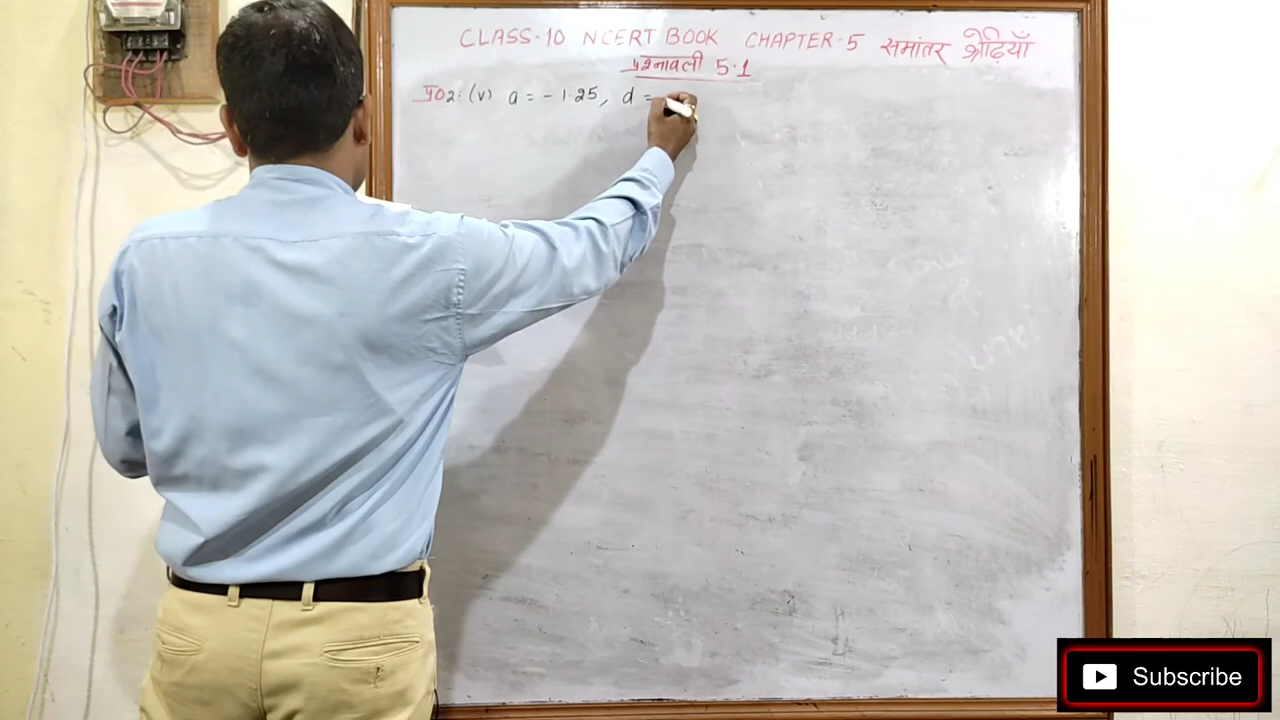 CLASS-10 NCERT BOOK CHAPTER-5 समांतर श्रेढ़ियाँ
प्रश्नावली 5.1
प्र02: (v) a = -1.25, d =
Subscribe